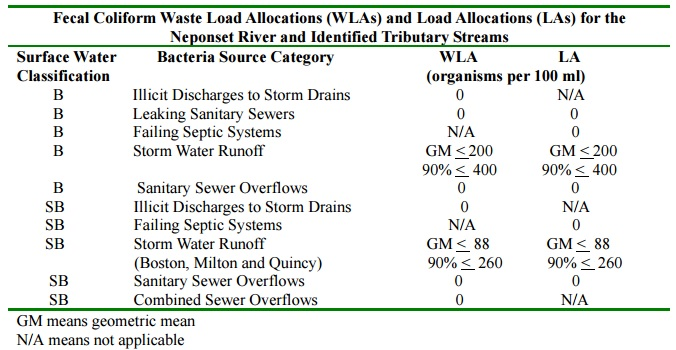 Fecal Coliform Waste Load Allocations (WLAs) and Load Allocations (LAs) for the
Neponset River and Identified Tributary Streams
Surface Water Bacteria Source Category WLA LA
Classification (organisms per 100 ml)
B Illicit Discharges to Storm Drains 0 N/A
B Leaking Sanitary Sewers 0 0
B Failing Septic Systems N/A 0
B Storm Water Runoff GM ≤ 200 GM ≤ 200
90% ≤ 400 90% ≤ 400
B Sanitary Sewer Overflows 0 0
SB Illicit Discharges to Storm Drains 0 N/A
SB Failing Septic Systems N/A 0
SB Storm Water Runoff GM ≤ 88 GM ≤ 88
(Boston, Milton and Quincy) 90% ≤ 260 90% ≤ 260
SB Sanitary Sewer Overflows 0 0
SB Combined Sewer Overflows 0 N/A
GM means geometric mean
N/A means not applicable